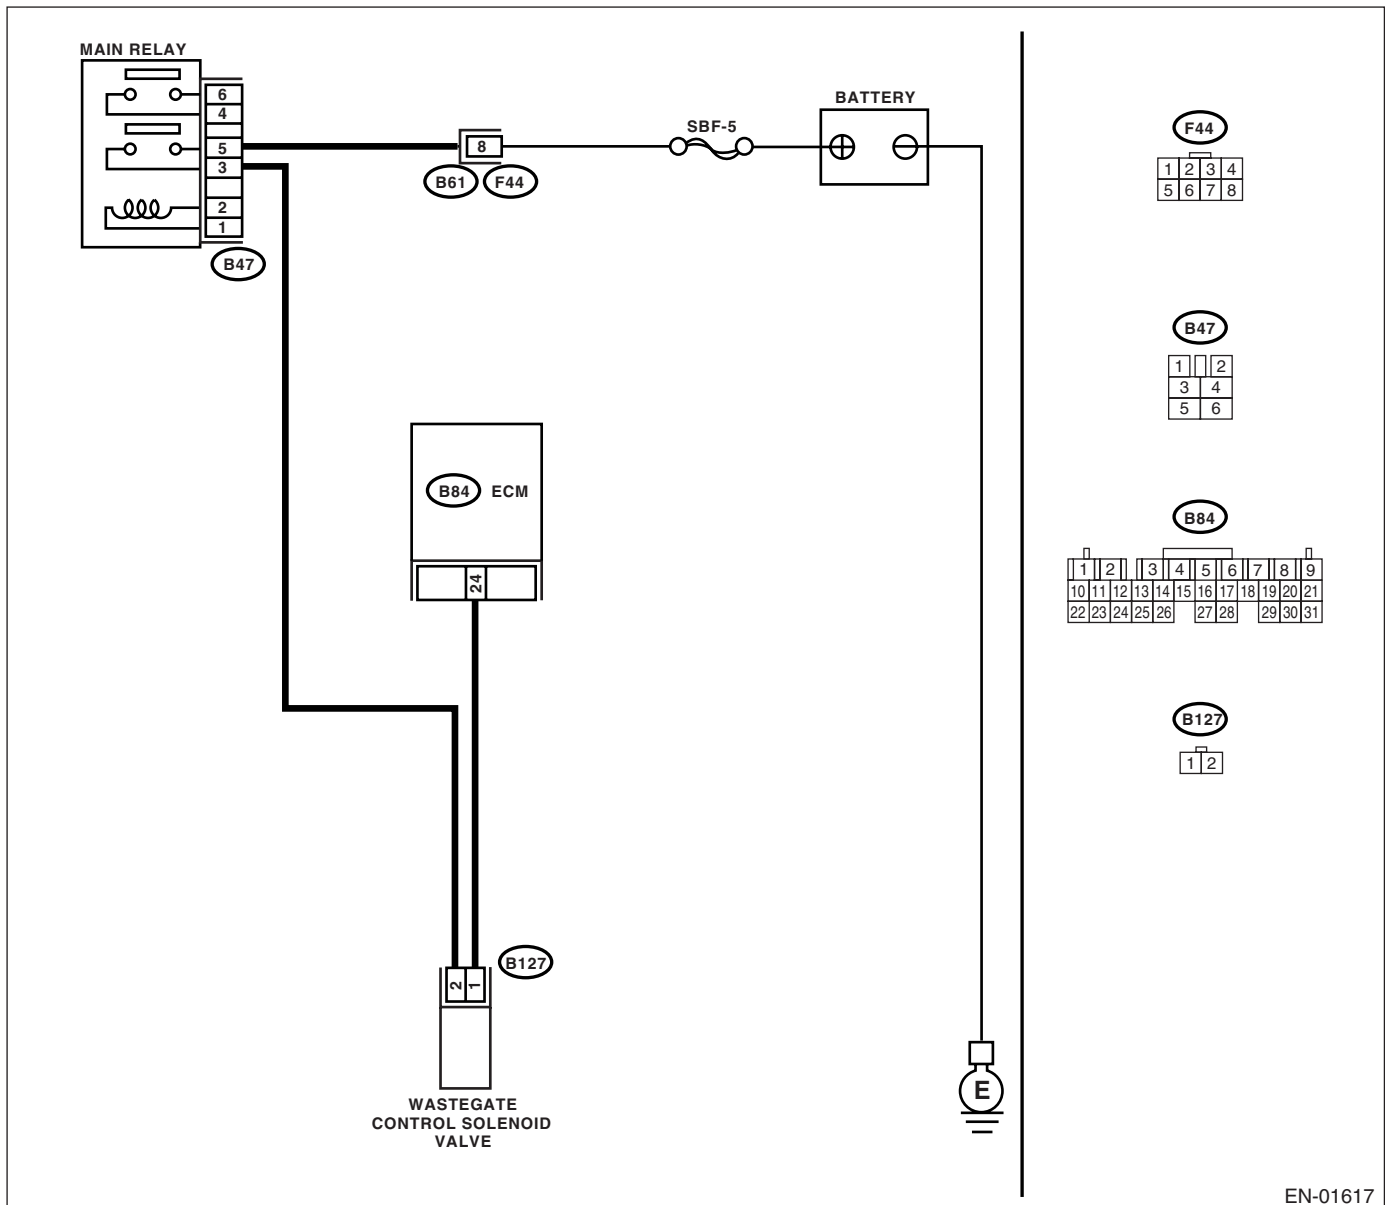 MAIN RELAY
6
4
5
3
2
1
B47
8
B61
F44
SBF-5
BATTERY
B84
ECM
24
B127
2
1
WASTEGATE
CONTROL SOLENOID
VALVE
E
F44
1 2 3 4
5 6 7 8
B47
1 2
3 4
5 6
B84
1 2 3 4 5 6 7 8 9
10 11 12 13 14 15 16 17 18 19 20 21
22 23 24 25 26 27 28 29 30 31
B127
1 2
EN-01617